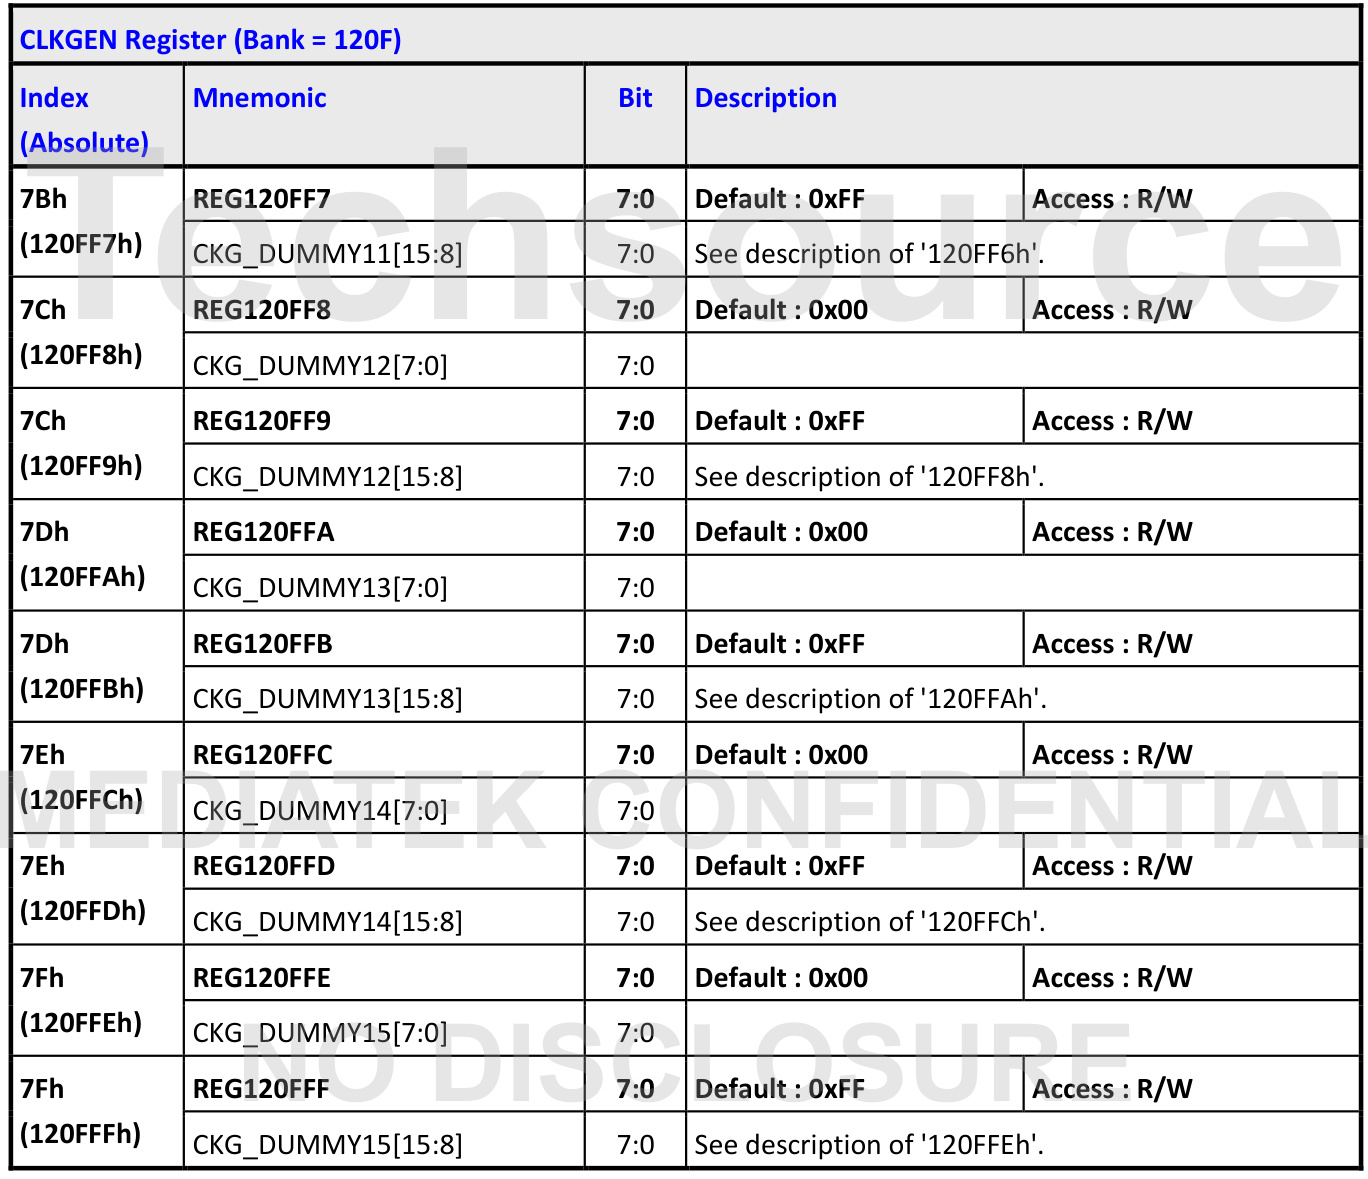 CLKGEN Register (Bank = 120F)
Index (Absolute) Mnemonic Bit Description
7Bh (120FF7h) REG120FF7 7:0 Default : 0xFF Access : R/W
CKG_DUMMY11[15:8] 7:0 See description of '120FF6h'.
7Ch (120FF8h) REG120FF8 7:0 Default : 0x00 Access : R/W
CKG_DUMMY12[7:0] 7:0
7Ch (120FF9h) REG120FF9 7:0 Default : 0xFF Access : R/W
CKG_DUMMY12[15:8] 7:0 See description of '120FF8h'.
7Dh (120FFAh) REG120FFA 7:0 Default : 0x00 Access : R/W
CKG_DUMMY13[7:0] 7:0
7Dh (120FFBh) REG120FFB 7:0 Default : 0xFF Access : R/W
CKG_DUMMY13[15:8] 7:0 See description of '120FFAh'.
7Eh (120FFCh) REG120FFC 7:0 Default : 0x00 Access : R/W
CKG_DUMMY14[7:0] 7:0
7Eh (120FFDh) REG120FFD 7:0 Default : 0xFF Access : R/W
CKG_DUMMY14[15:8] 7:0 See description of '120FFCh'.
7Fh (120FFEh) REG120FFE 7:0 Default : 0x00 Access : R/W
CKG_DUMMY15[7:0] 7:0
7Fh (120FFFh) REG120FFF 7:0 Default : 0xFF Access : R/W
CKG_DUMMY15[15:8] 7:0 See description of '120FFEh'.
Techsource
MEDIATEK CONFIDENTIAL
NO DISCLOSURE